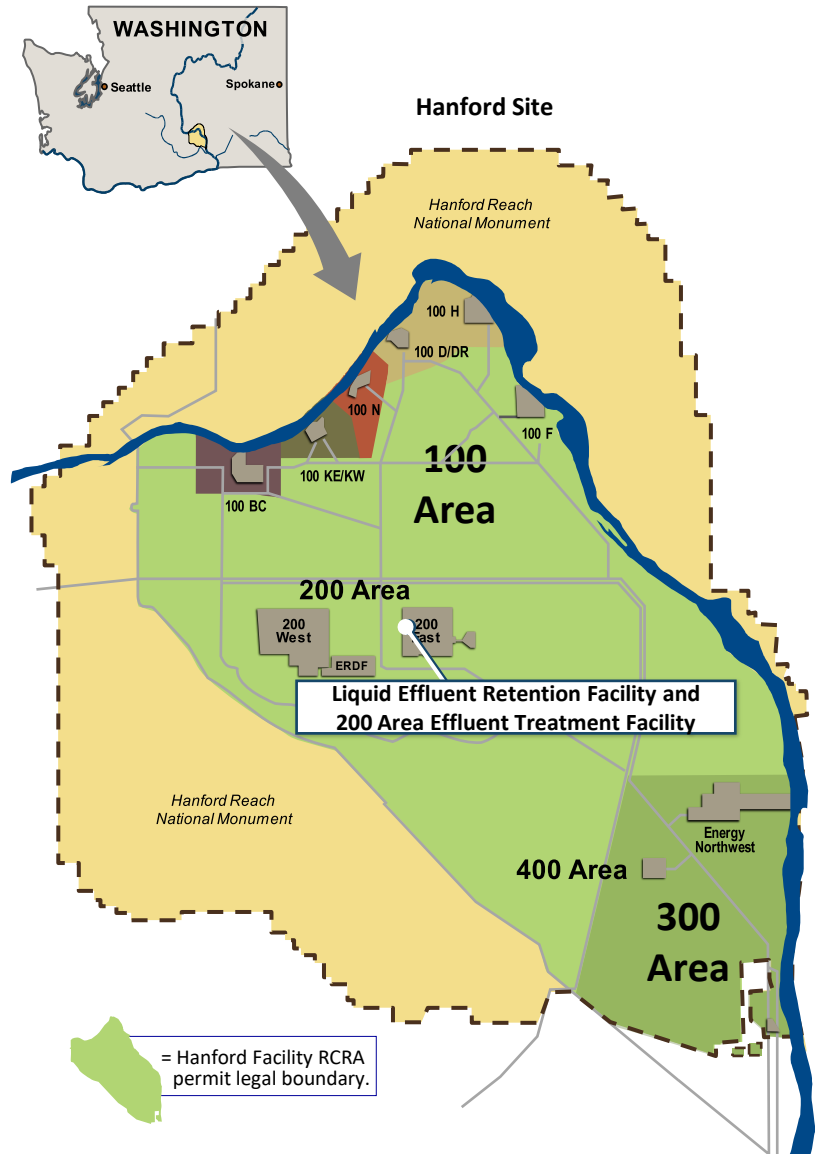 WASHINGTON
Seattle
Spokane
Hanford Site
Hanford Reach
National Monument
100 H
100 D/DR
100 N
100 F
100 KE/KW
100 BC
100
Area
200 Area
200
West
200
East
ERDF
Liquid Effluent Retention Facility and
200 Area Effluent Treatment Facility
Hanford Reach
National Monument
Energy
Northwest
400 Area
300
Area
= Hanford Facility RCRA
permit legal boundary.